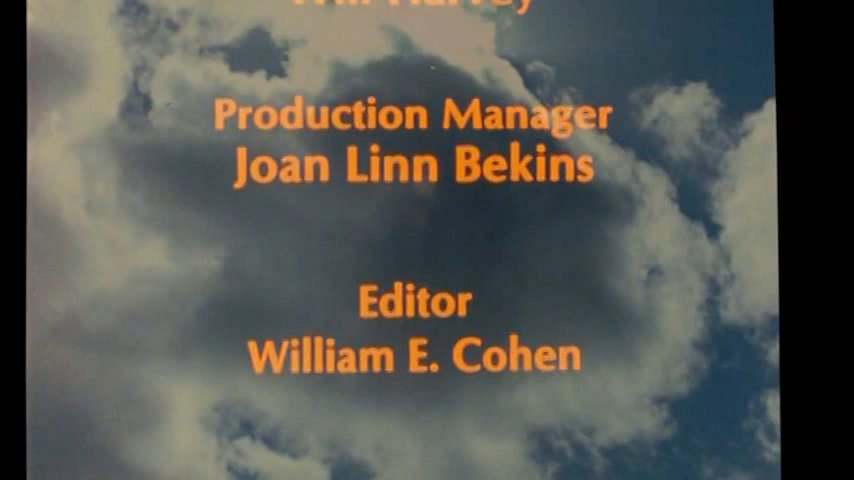 Production Manager
Joan Linn Bekins
Editor
William E. Cohen